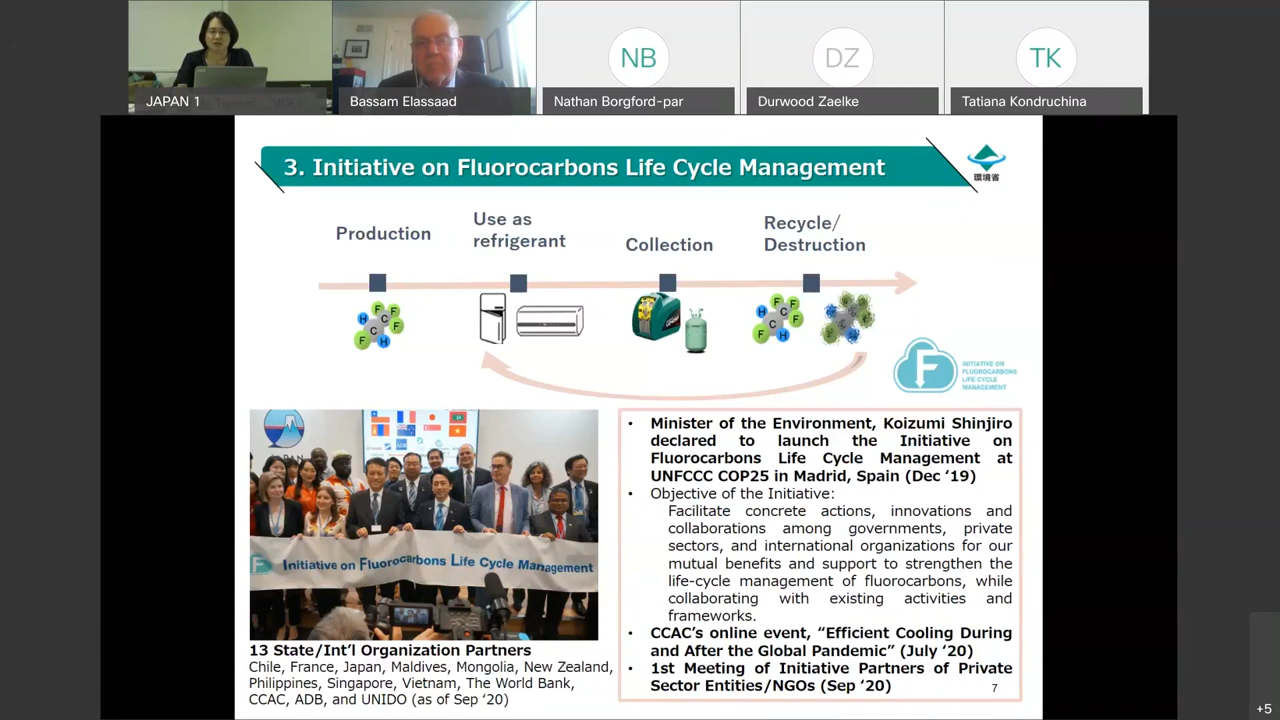 JAPAN 1
Bassam Elassaad
NB
Nathan Borgford-par
DZ
Durwood Zaelke
TK
Tatiana Kondruchina
3. Initiative on Fluorocarbons Life Cycle Management
環境省
Production
Use as
refrigerant
Collection
Recycle/
Destruction
F
F
H
C
F
C
F
H
F
F
H
C
F
C
F
H
F
INITIATIVE ON
FLUOROCARBONS
LIFE CYCLE
MANAGEMENT
Initiative on Fluorocarbons Life Cycle Management
13 State/Int'l Organization Partners
Chile, France, Japan, Maldives, Mongolia, New Zealand,
Philippines, Singapore, Vietnam, The World Bank,
CCAC, ADB, and UNIDO (as of Sep '20)
• Minister of the Environment, Koizumi Shinjiro
declared to launch the Initiative on
Fluorocarbons Life Cycle Management at
UNFCCC COP25 in Madrid, Spain (Dec '19)
• Objective of the Initiative:
Facilitate concrete actions, innovations and
collaborations among governments, private
sectors, and international organizations for our
mutual benefits and support to strengthen the
life-cycle management of fluorocarbons, while
collaborating with existing activities and
frameworks.
• CCAC's online event, "Efficient Cooling During
and After the Global Pandemic" (July '20)
• 1st Meeting of Initiative Partners of Private
Sector Entities/NGOs (Sep '20)
7
+5